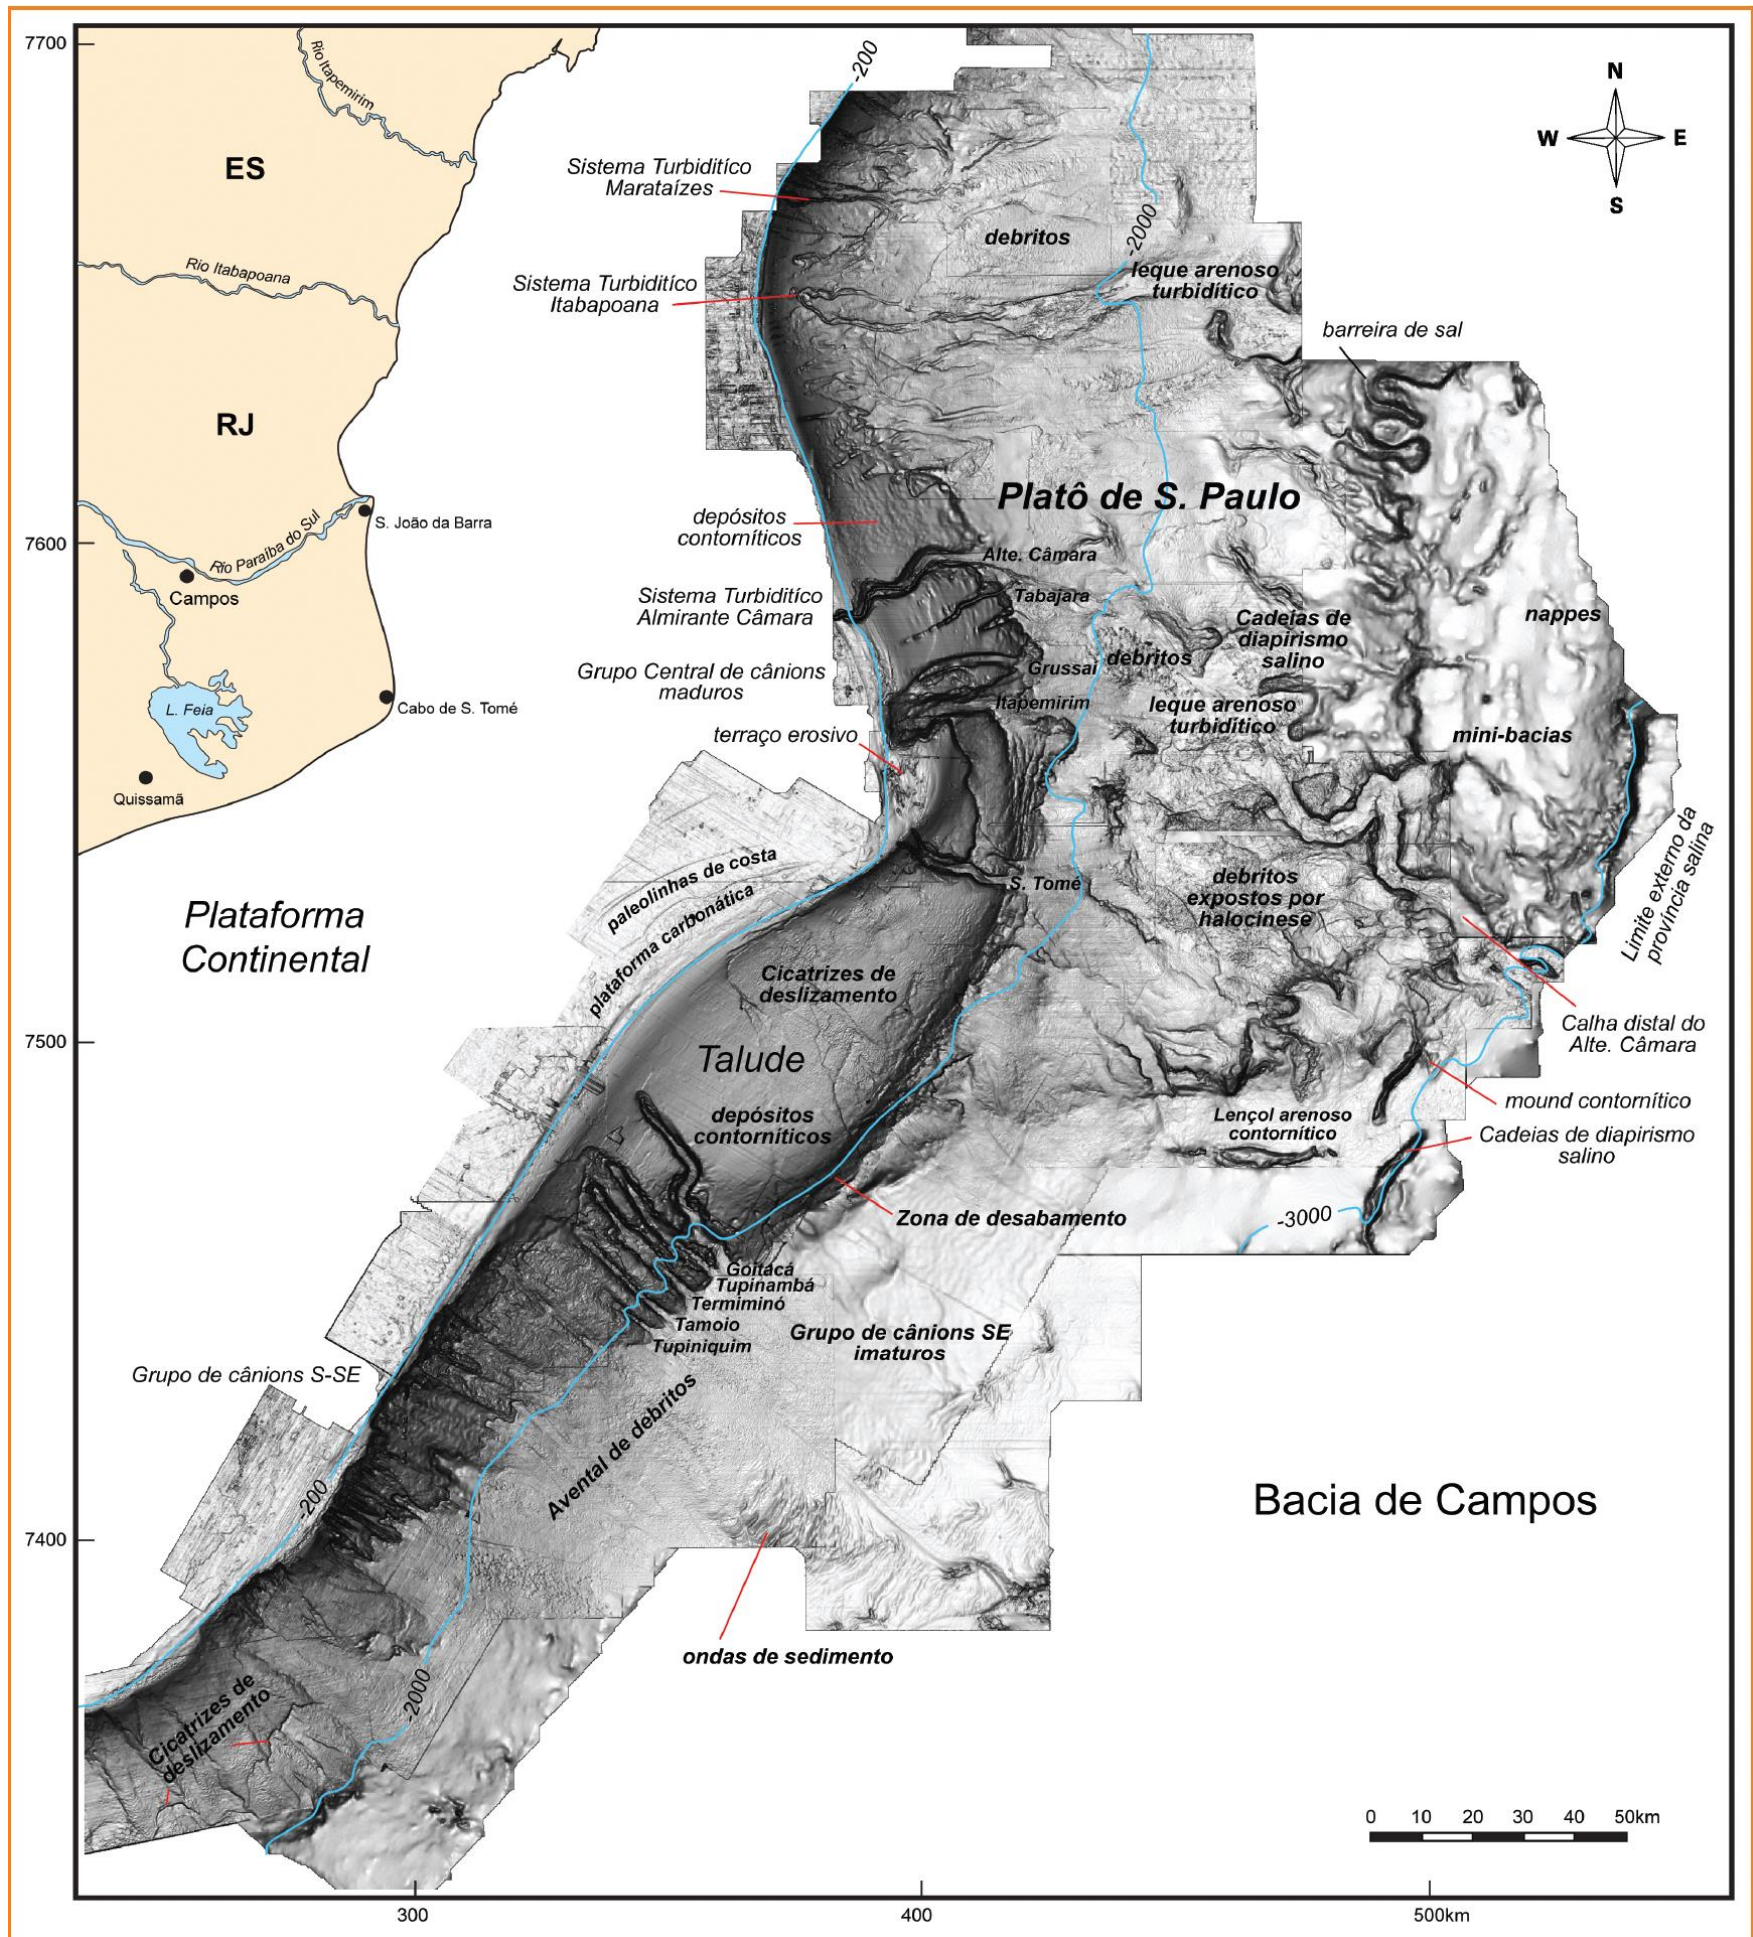 7700
7600
7500
7400
300
400
500km
N
W
E
S
Rio Itapemirim
ES
Rio Itabapoana
RJ
S. João da Barra
Rio Paraíba do Sul
Campos
L. Feia
Cabo de S. Tomé
Quissamã
Plataforma
Continental
-200
Sistema Turbiditíco
Marataízes
debritos
-2000
Sistema Turbiditíco
Itabapoana
leque arenoso
turbidítico
barreira de sal
Platô de S. Paulo
depósitos
contorníticos
Alte. Câmara
Sistema Turbiditíco
Almirante Câmara
Tabajara
Cadeias de
diapirismo
salino
nappes
Grupo Central de cânions
maduros
Grussaí
debritos
Itapemirim
leque arenoso
turbidítico
mini-bacias
terraço erosivo
paleolinhas de costa
plataforma carbonática
S. Tomé
debritos
expostos por
halocinese
Limite externo da
província salina
Cicatrizes de
deslizamento
Talude
Calha distal do
Alte. Câmara
depósitos
contorníticos
Lençol arenoso
contornítico
mound contornítico
Cadeias de diapirismo
salino
Zona de desabamento
-3000
Goitacá
Tupinambá
Termiminó
Tamoio
Tupiniquim
Grupo de cânions SE
imaturos
Grupo de cânions S-SE
Avental de debritos
-200
Bacia de Campos
ondas de sedimento
-2000
Cicatrizes de
deslizamento
0 10 20 30 40 50km